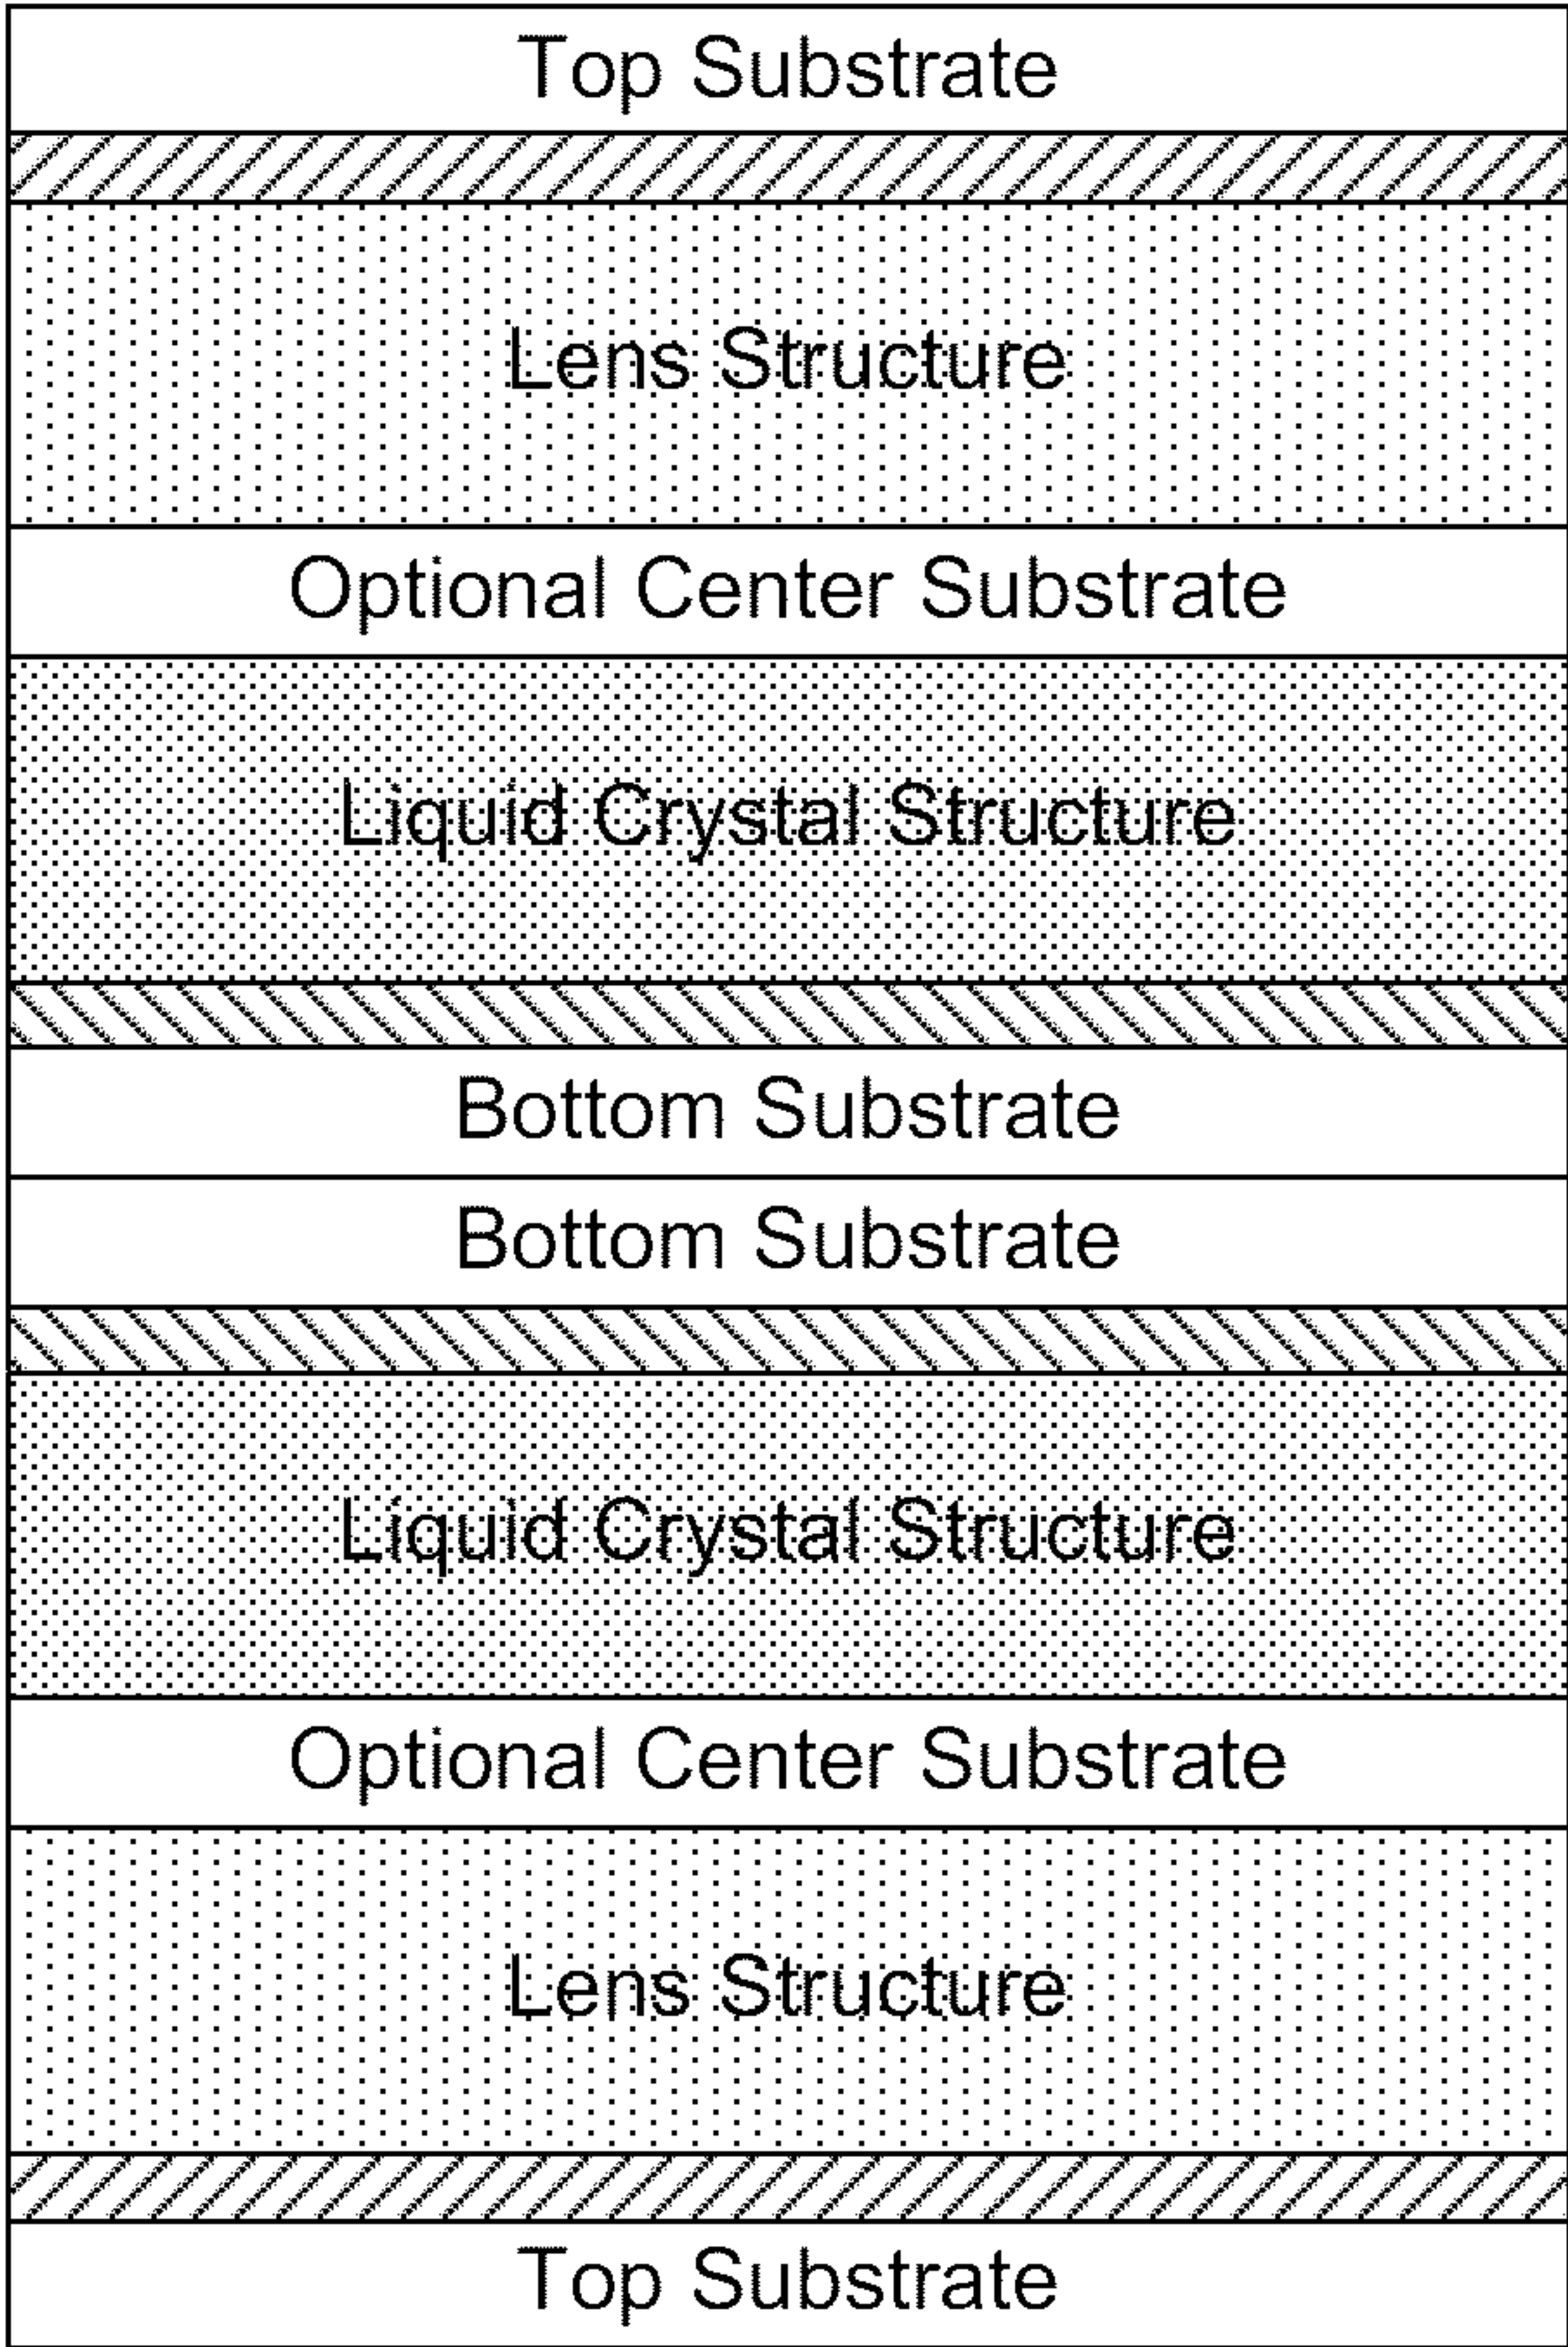 Top Substrate
Lens Structure
Optional Center Substrate
Liquid Crystal Structure
Bottom Substrate
Bottom Substrate
Liquid Crystal Structure
Optional Center Substrate
Lens Structure
Top Substrate